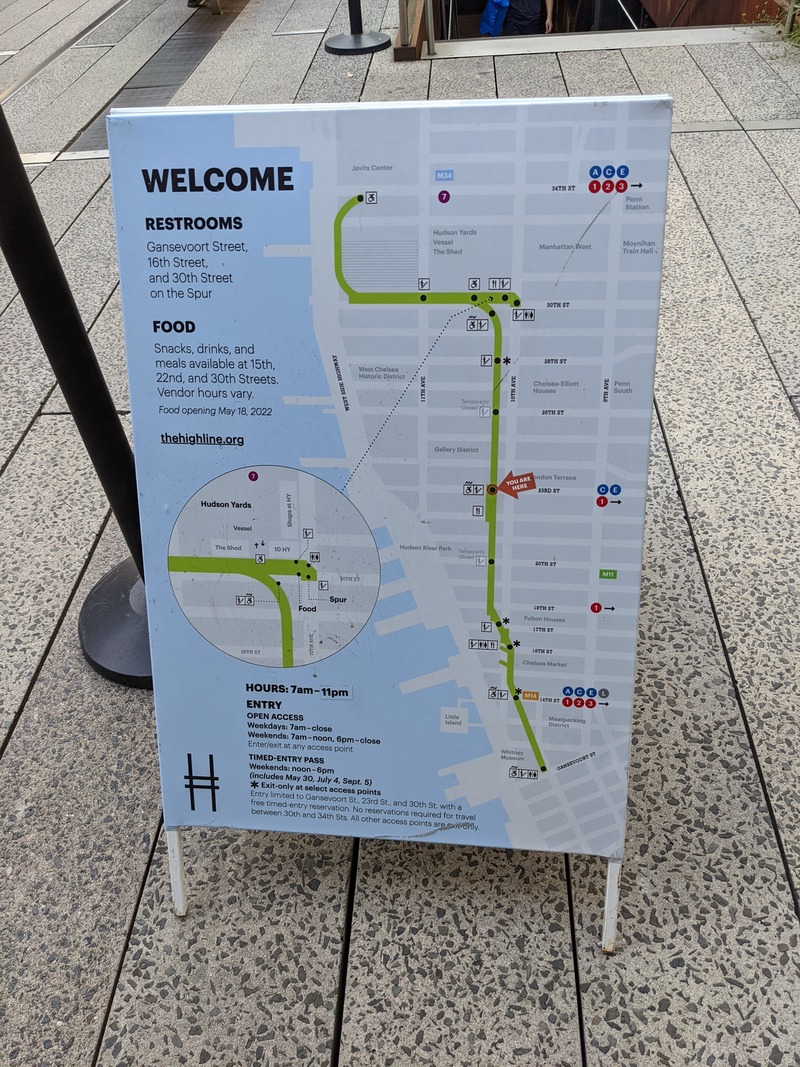 WELCOME
RESTROOMS
Gansevoort Street,
16th Street,
and 30th Street
on the Spur
FOOD
Snacks, drinks, and
meals available at 15th,
22nd, and 30th Streets.
Vendor hours vary.
Food opening May 18, 2022
thehighline.org
7
Hudson Yards
Shops at HY
Vessel
The Shed
10 HY
30TH ST
Spur
Food
29TH ST
11TH AVE
HOURS: 7am–11pm
ENTRY
OPEN ACCESS
Weekdays: 7am–close
Weekends: 7am–noon, 6pm–close
Enter/exit at any access point
TIMED-ENTRY PASS
Weekends: noon–6pm
(includes May 30, July 4, Sept. 5)
* Exit-only at select access points
Entry limited to Gansevoort St., 23rd St., and 30th St. with a
free timed-entry reservation. No reservations required for travel
between 30th and 34th Sts. All other access points are exit-only.
Javits Center
M34
7
34TH ST
A C E
1 2 3
Penn
Station
Hudson Yards
Vessel
The Shed
Manhattan West
Moynihan
Train Hall
30TH ST
WEST SIDE HIGHWAY
11TH AVE
10TH AVE
9TH AVE
28TH ST
West Chelsea
Historic District
Chelsea-Elliott
Houses
Penn
South
Temporarily
Closed
26TH ST
Gallery District
YOU ARE
HERE
London Terrace
23RD ST
C E
1
Hudson River Park
Temporarily
Closed
20TH ST
M11
18TH ST
1
Fulton Houses
17TH ST
16TH ST
Chelsea Market
M14
14TH ST
A C E L
1 2 3
Little
Island
Meatpacking
District
Whitney
Museum
GANSEVOORT ST